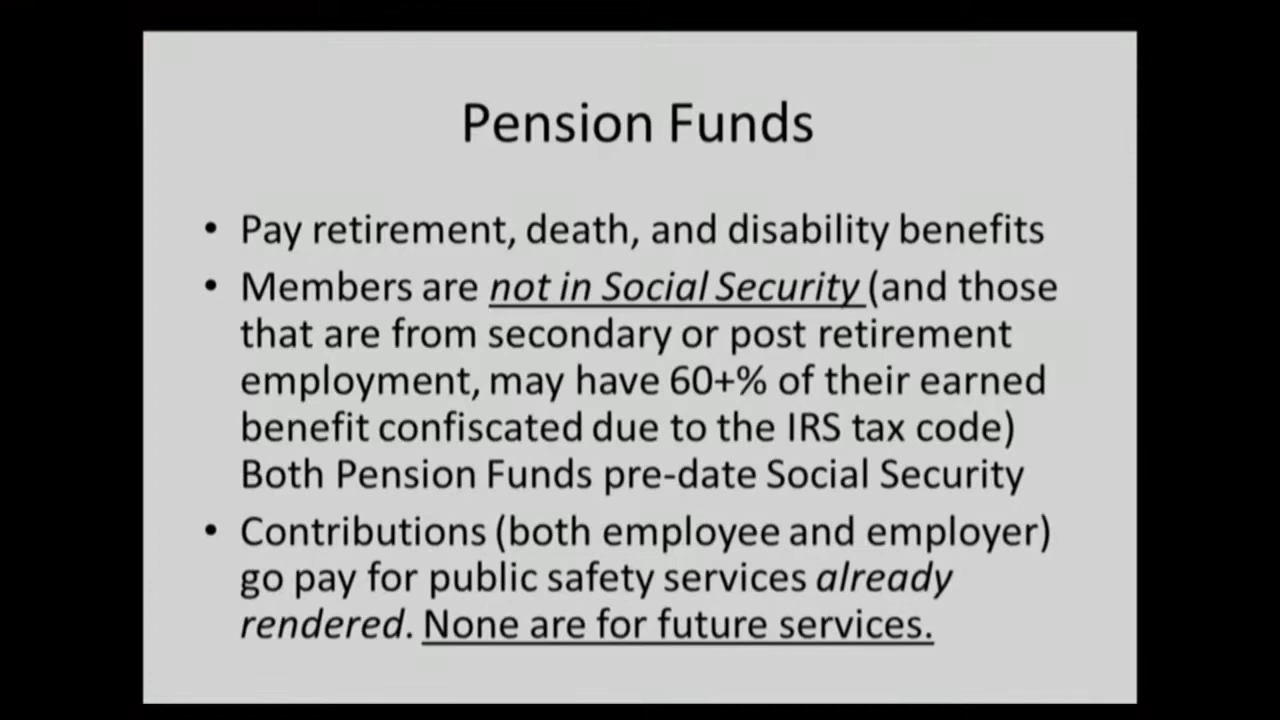 Pension Funds
• Pay retirement, death, and disability benefits
• Members are not in Social Security (and those
that are from secondary or post retirement
employment, may have 60+% of their earned
benefit confiscated due to the IRS tax code)
Both Pension Funds pre-date Social Security
• Contributions (both employee and employer)
go pay for public safety services already
rendered. None are for future services.